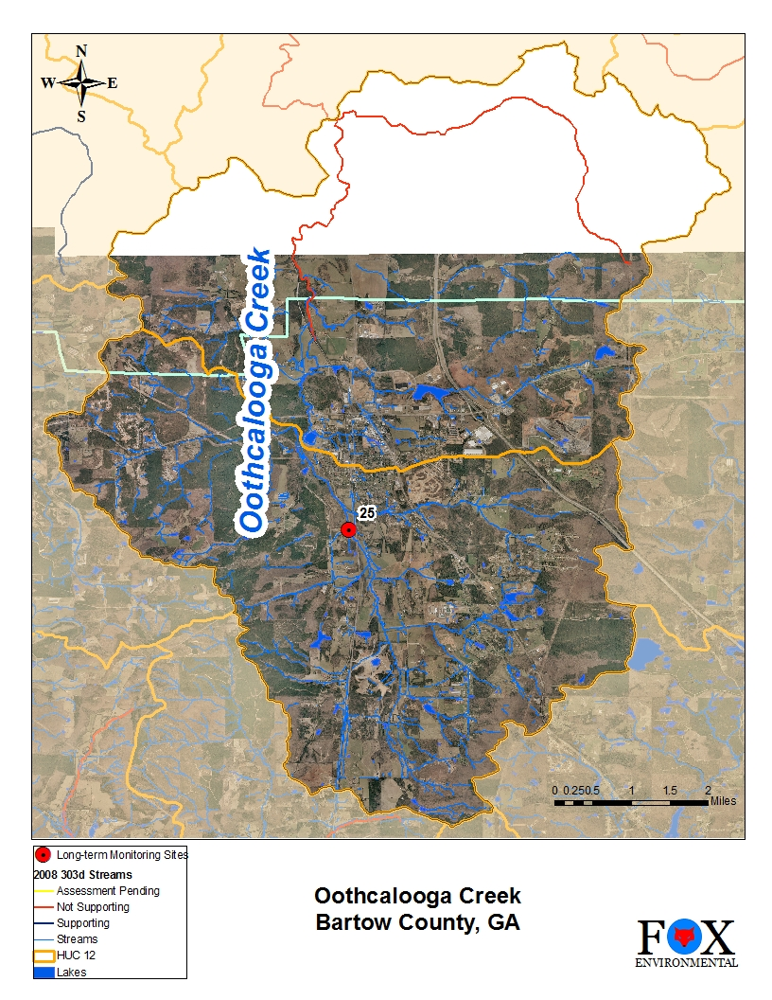 N
W E
S
Oothcalooga Creek
25
0 0.250.5 1 1.5 2
Miles
Long-term Monitoring Sites
2008 303d Streams
Assessment Pending
Not Supporting
Supporting
Streams
HUC 12
Lakes
Oothcalooga Creek
Bartow County, GA
FOX
ENVIRONMENTAL